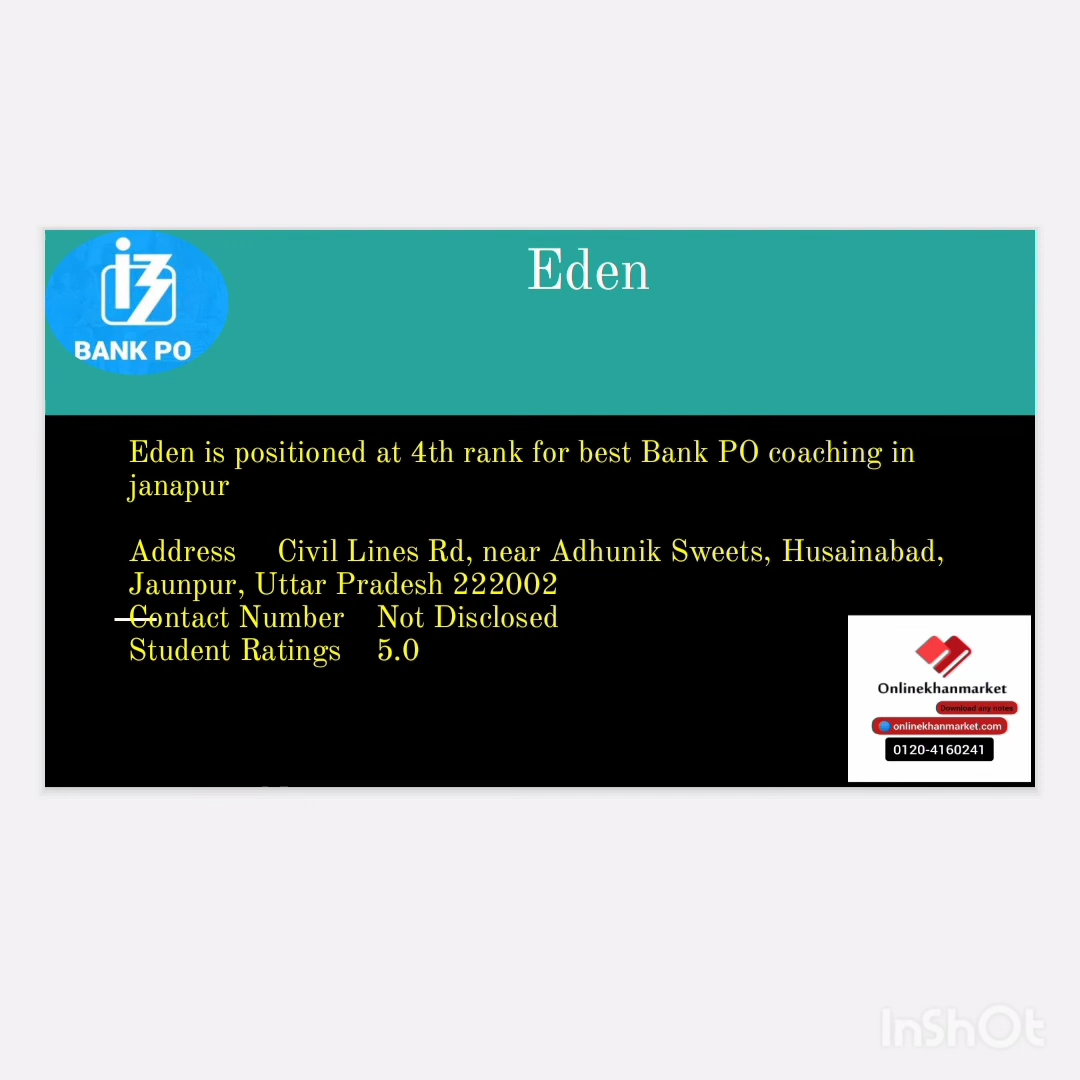 Eden
BANK PO
Eden is positioned at 4th rank for best Bank PO coaching in
janapur
Address Civil Lines Rd, near Adhunik Sweets, Husainabad,
Jaunpur, Uttar Pradesh 222002
Contact Number Not Disclosed
Student Ratings 5.0
Onlinekhanmarket
Download any notes
onlinekhanmarket.com
0120-4160241
InShOt